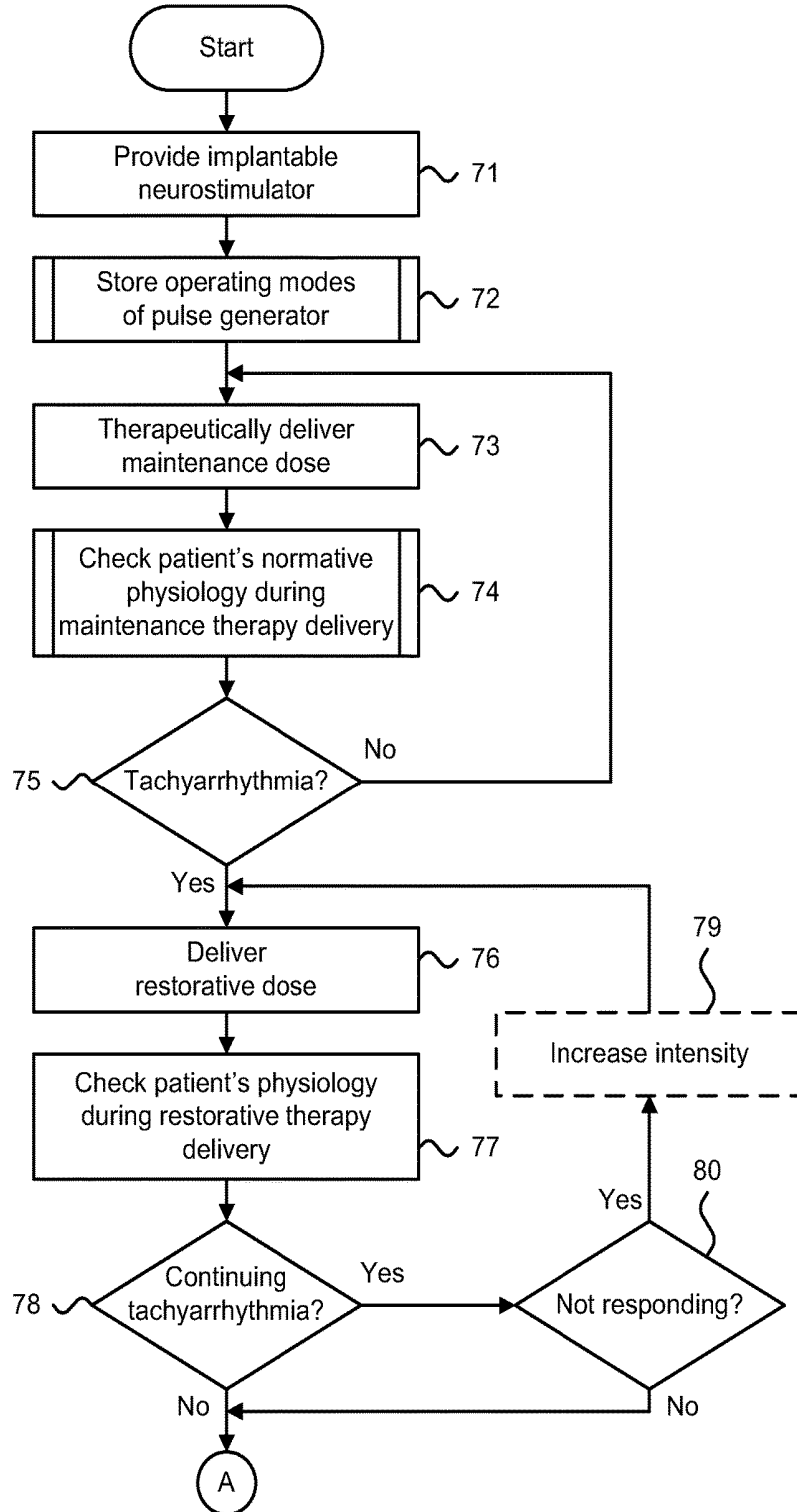 Start
Provide implantable
neurostimulator
71
Store operating modes
of pulse generator
72
Therapeutically deliver
maintenance dose
73
Check patient's normative
physiology during
maintenance therapy delivery
74
No
75
Tachyarrhythmia?
Yes
79
Deliver
restorative dose
76
Increase intensity
Check patient's physiology
during restorative therapy
delivery
77
80
Yes
Continuing
tachyarrhythmia?
Yes
78
Not responding?
No
No
A